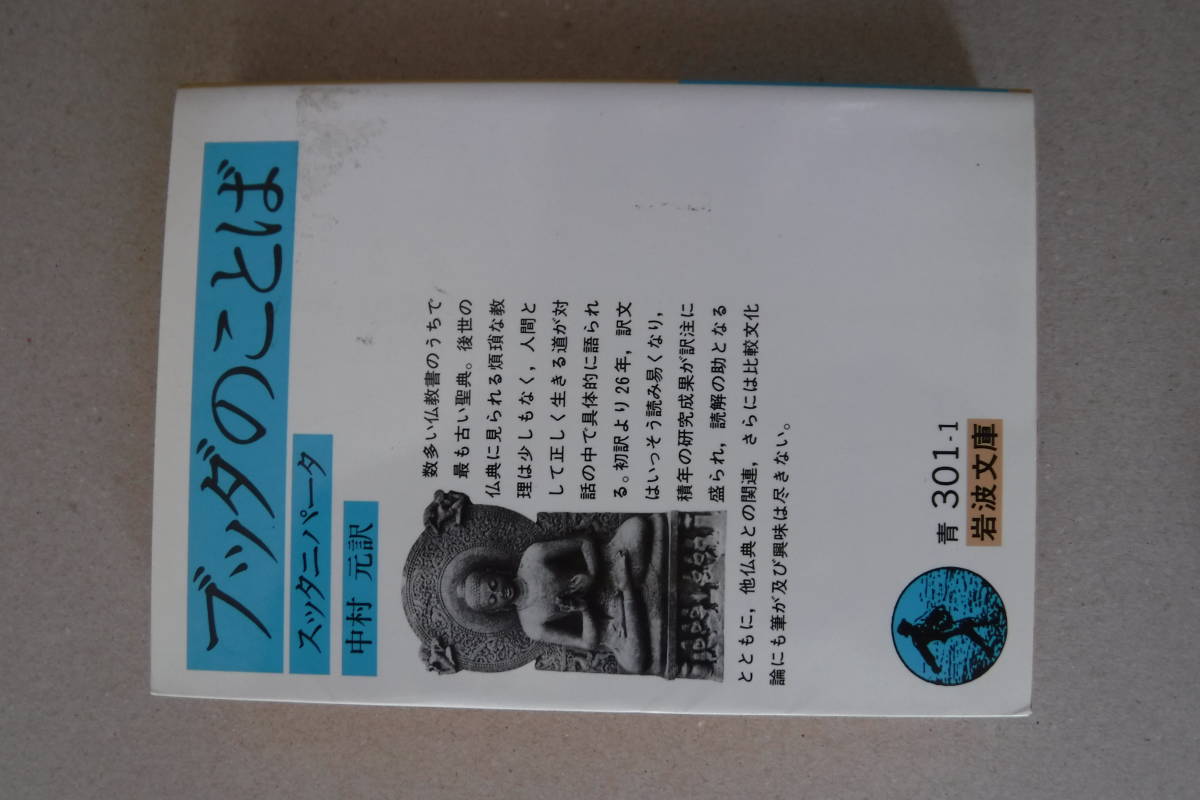 ブッダのことば
スッタニパータ
中村 元訳
数多い仏教書のうちで
最も古い聖典。後世の
仏典に見られる煩瑣な教
理は少しもなく，人間と
して正しく生きる道が対
話の中で具体的に語られ
る。初訳より26年，訳文
はいっそう読み易くなり，
積年の研究成果が訳注に
盛られ，読解の助となる
とともに，他仏典との関連，さらには比較文化
論にも筆が及び興味は尽きない。
青 301-1
岩波文庫